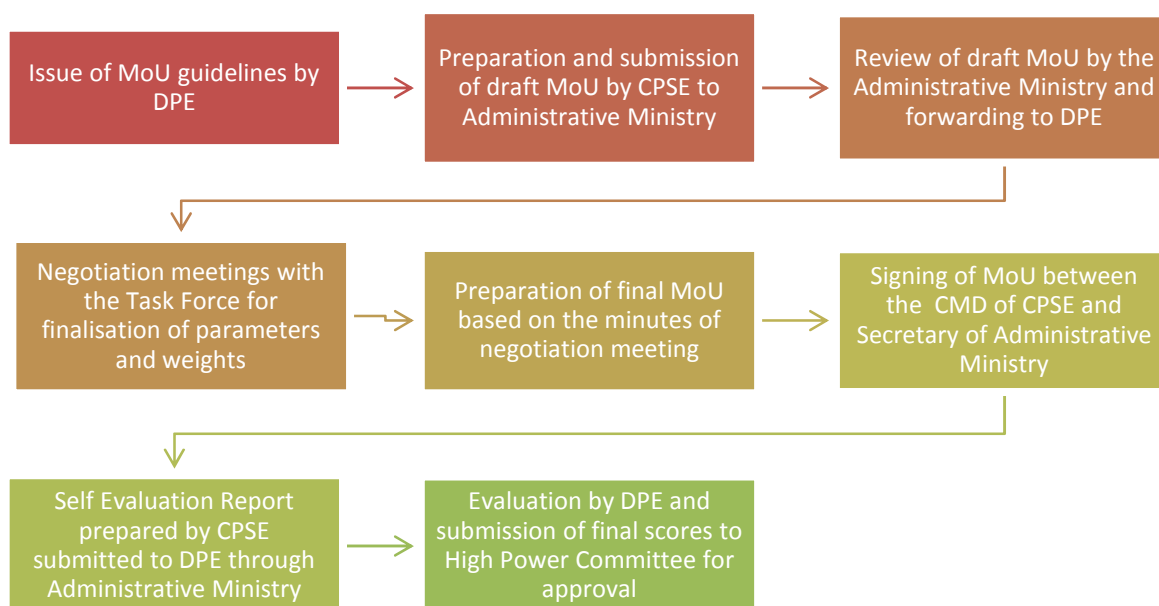 Issue of MoU guidelines by
DPE
Preparation and submission
of draft MoU by CPSE to
Administrative Ministry
Review of draft MoU by the
Administrative Ministry and
forwarding to DPE
Negotiation meetings with
the Task Force for
finalisation of parameters
and weights
Preparation of final MoU
based on the minutes of
negotiation meeting
Signing of MoU between
the CMD of CPSE and
Secretary of Administrative
Ministry
Self Evaluation Report
prepared by CPSE
submitted to DPE through
Administrative Ministry
Evaluation by DPE and
submission of final scores to
High Power Committee for
approval